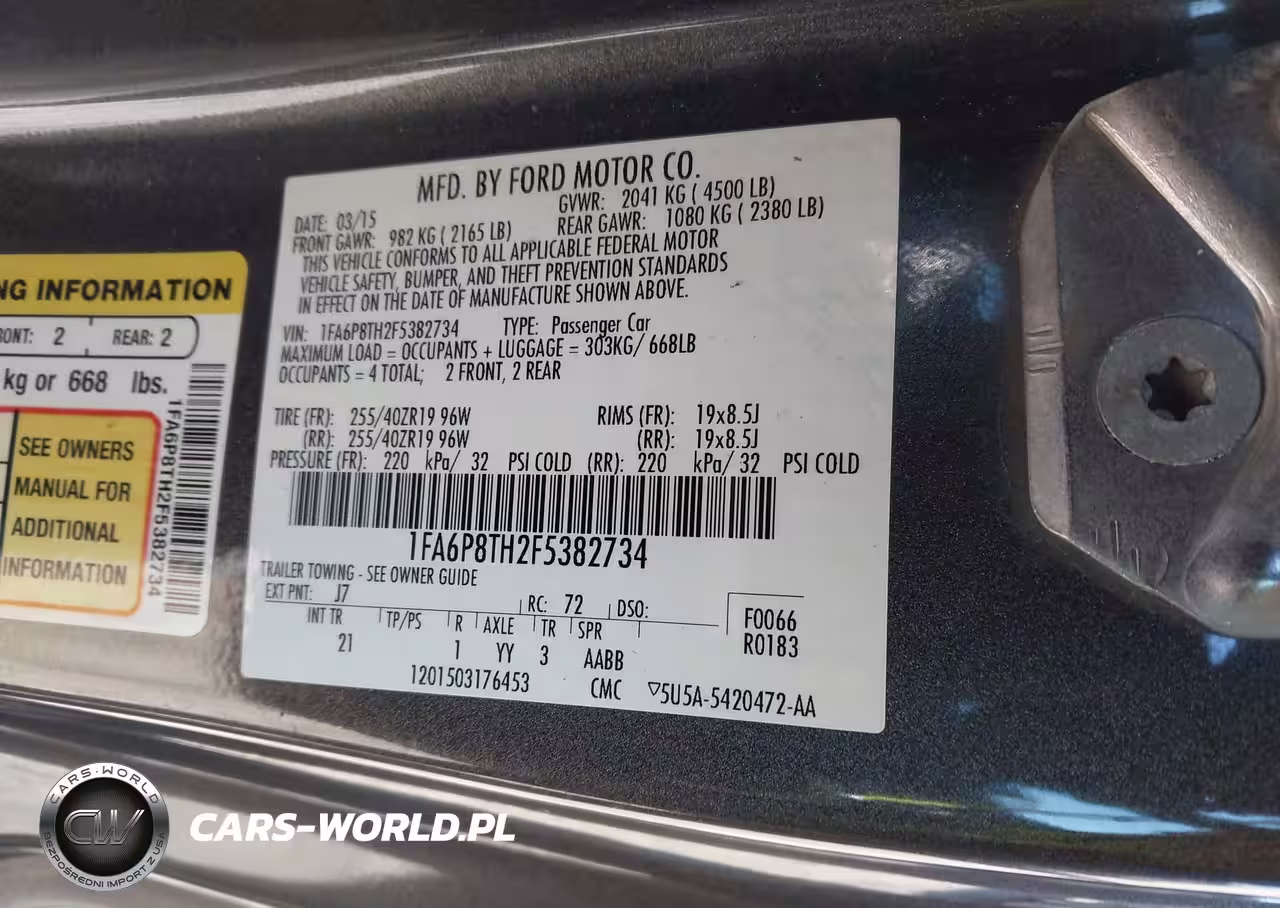 MFD. BY FORD MOTOR CO.
DATE: 03/15
GVWR: 2041 KG ( 4500 LB)
FRONT GAWR: 982 KG ( 2165 LB)
REAR GAWR: 1080 KG ( 2380 LB)
THIS VEHICLE CONFORMS TO ALL APPLICABLE FEDERAL MOTOR
VEHICLE SAFETY, BUMPER, AND THEFT PREVENTION STANDARDS
IN EFFECT ON THE DATE OF MANUFACTURE SHOWN ABOVE.
VIN: 1FA6P8TH2F5382734 TYPE: Passenger Car
MAXIMUM LOAD = OCCUPANTS + LUGGAGE = 303KG/ 668LB
OCCUPANTS = 4 TOTAL; 2 FRONT, 2 REAR
TIRE (FR): 255/40ZR19 96W RIMS (FR): 19x8.5J
(RR): 255/40ZR19 96W (RR): 19x8.5J
PRESSURE (FR): 220 kPa/ 32 PSI COLD (RR): 220 kPa/ 32 PSI COLD
1FA6P8TH2F5382734
TRAILER TOWING - SEE OWNER GUIDE
EXT PNT: J7 RC: 72 DSO:
F0066
R0183
INT TR TP/PS R AXLE TR SPR
21 1 YY 3 AABB
1201503176453 CMC 5U5A-5420472-AA
NG INFORMATION
REAR: 2
ONT: 2
kg or 668 lbs.
SEE OWNERS
MANUAL FOR
ADDITIONAL
INFORMATION
1FA6P8TH2F5382734
CARS-WORLD
CW
BEZPOŚREDNI IMPORT Z USA
CARS-WORLD.PL